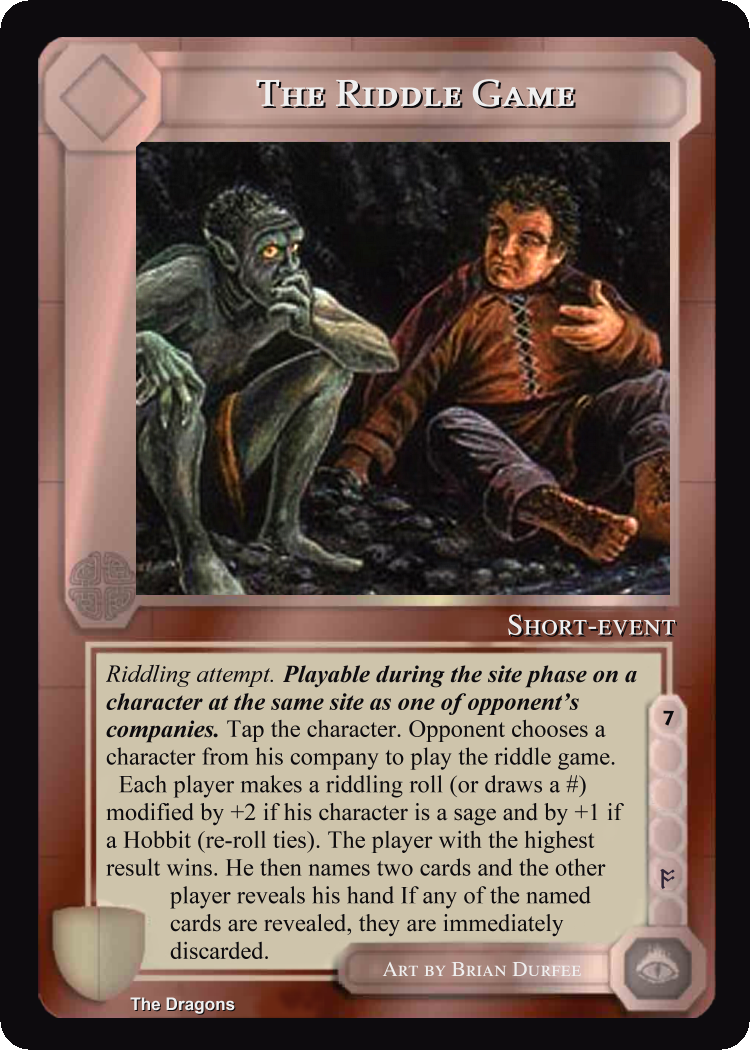 The Riddle Game
Short-event
Riddling attempt. Playable during the site phase on a
character at the same site as one of opponent's
companies. Tap the character. Opponent chooses a
character from his company to play the riddle game.
Each player makes a riddling roll (or draws a #)
modified by +2 if his character is a sage and by +1 if
a Hobbit (re-roll ties). The player with the highest
result wins. He then names two cards and the other
player reveals his hand If any of the named
cards are revealed, they are immediately
discarded.
7
ᚩ
Art by Brian Durfee
The Dragons